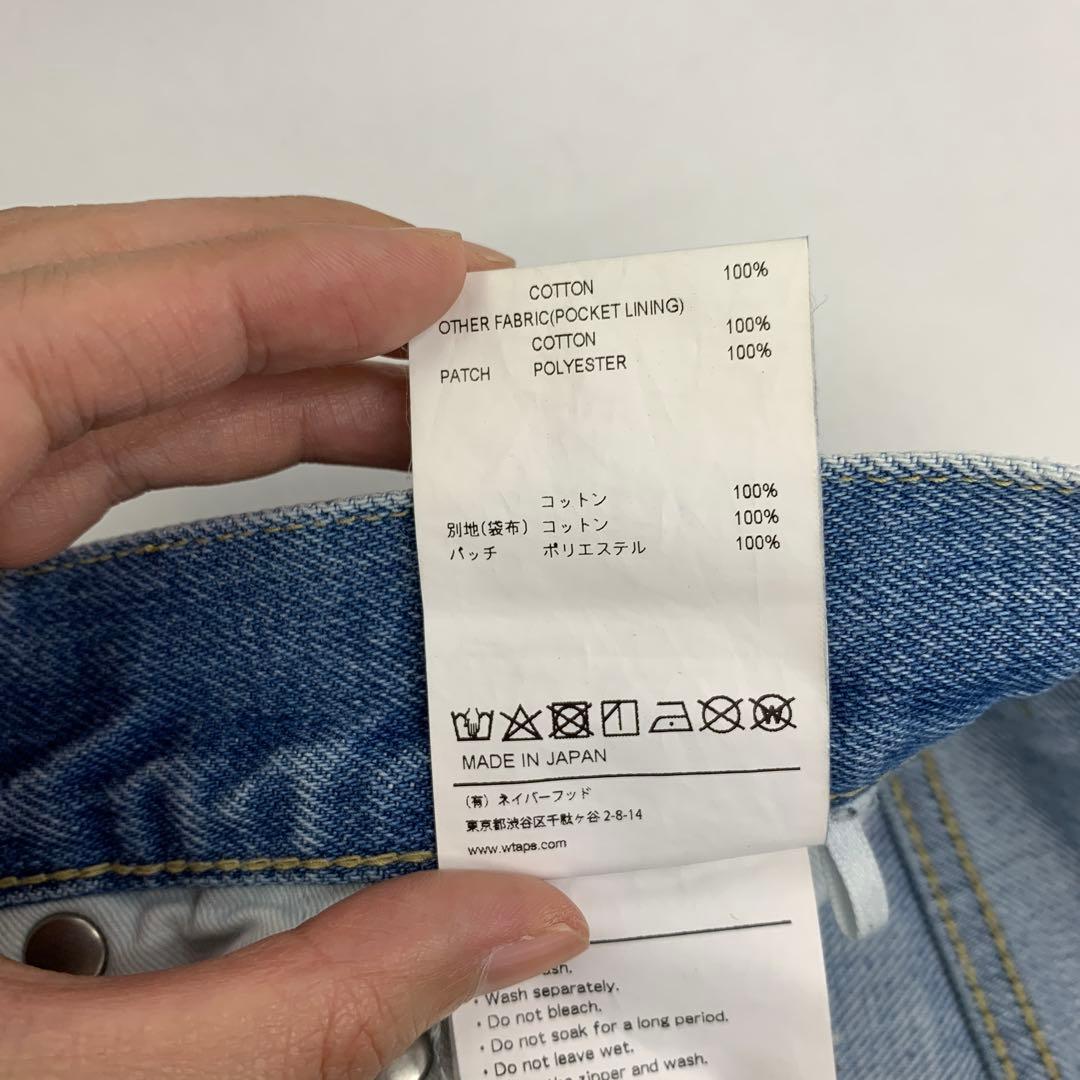 COTTON 100%
OTHER FABRIC(POCKET LINING)
COTTON 100%
PATCH POLYESTER 100%
コットン 100%
別地(袋布) コットン 100%
パッチ ポリエステル 100%
W
MADE IN JAPAN
(有) ネイバーフッド
東京都渋谷区千駄ヶ谷 2-8-14
www.wtaps.com
• Wash separately.
• Do not bleach.
• Do not soak for a long period.
• Do not leave wet.
zipper and wash.